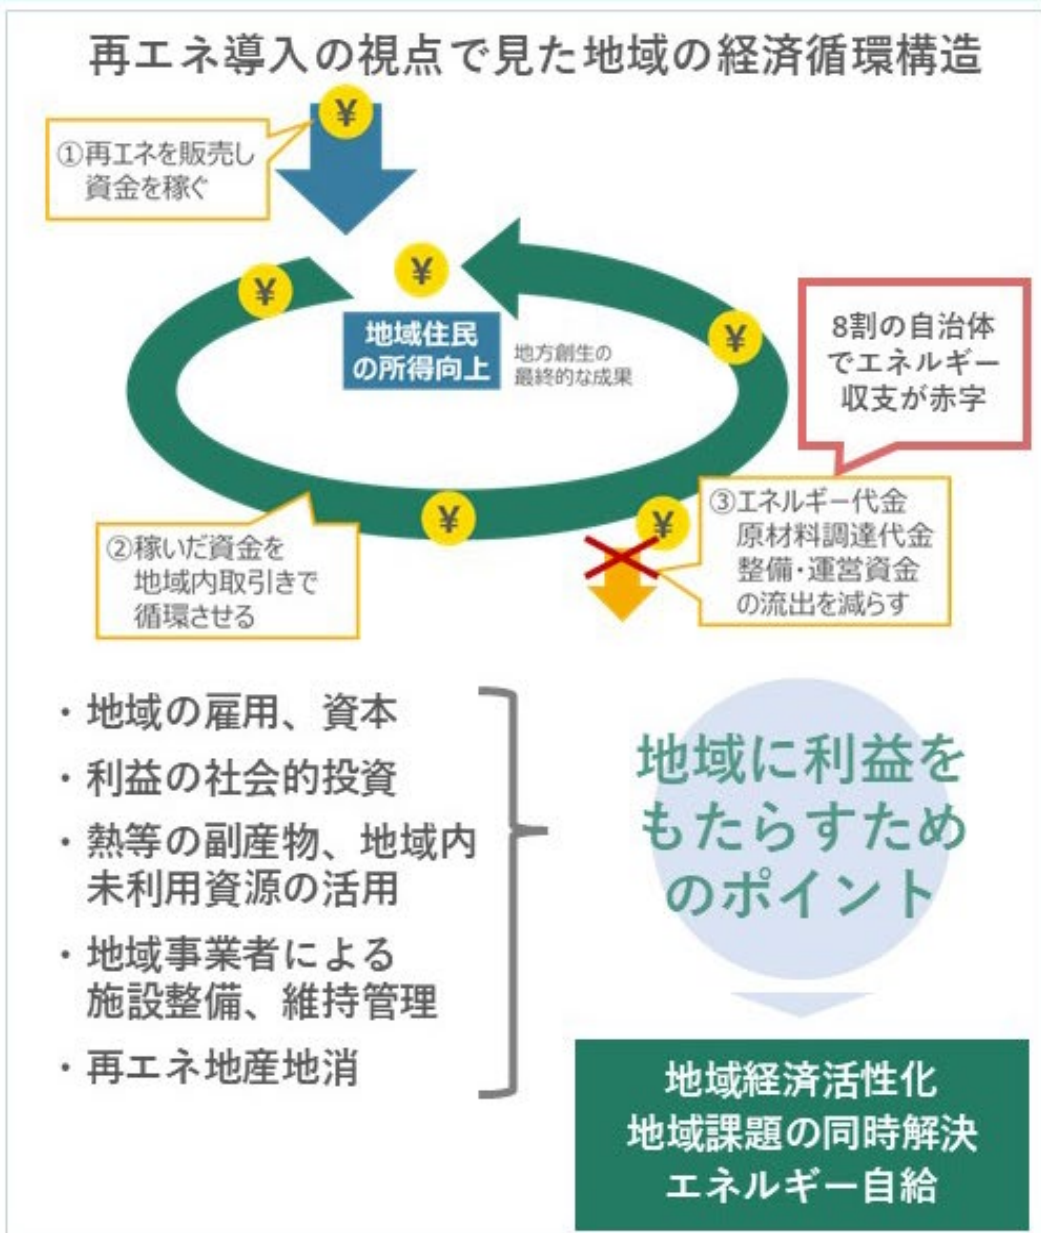 再エネ導入の視点で見た地域の経済循環構造
¥
①再エネを販売し
資金を稼ぐ
¥
¥
地域住民
の所得向上
地方創生の
最終的な成果
¥
8割の自治体
でエネルギー
収支が赤字
¥
¥
②稼いだ資金を
地域内取引きで
循環させる
③エネルギー代金
原材料調達代金
整備・運営資金
の流出を減らす
・地域の雇用、資本
・利益の社会的投資
・熱等の副産物、地域内
未利用資源の活用
・地域事業者による
施設整備、維持管理
・再エネ地産地消
地域に利益を
もたらすため
のポイント
地域経済活性化
地域課題の同時解決
エネルギー自給